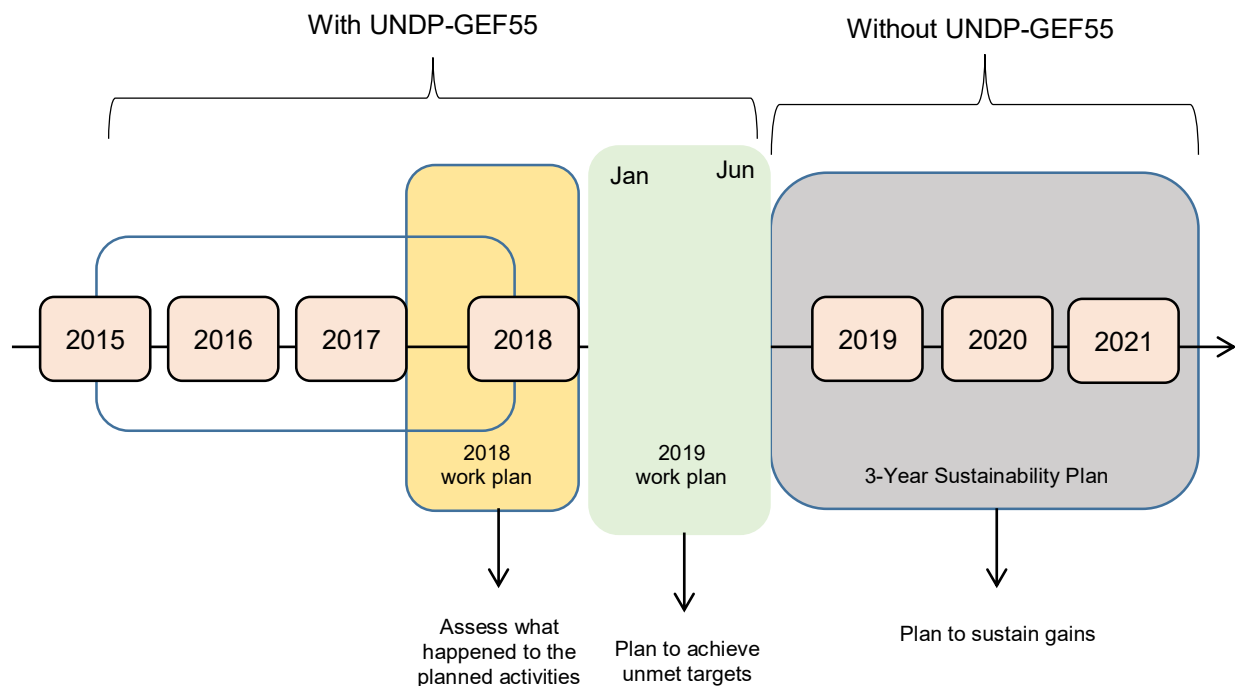 With UNDP-GEF55
Without UNDP-GEF55
Jan
Jun
2015
2016
2017
2018
2019
2020
2021
2018
work plan
2019
work plan
3-Year Sustainability Plan
Assess what
happened to the
planned activities
Plan to achieve
unmet targets
Plan to sustain gains